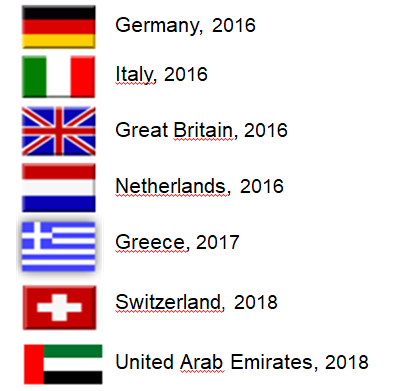 Germany, 2016
Italy, 2016
Great Britain, 2016
Netherlands, 2016
Greece, 2017
Switzerland, 2018
United Arab Emirates, 2018